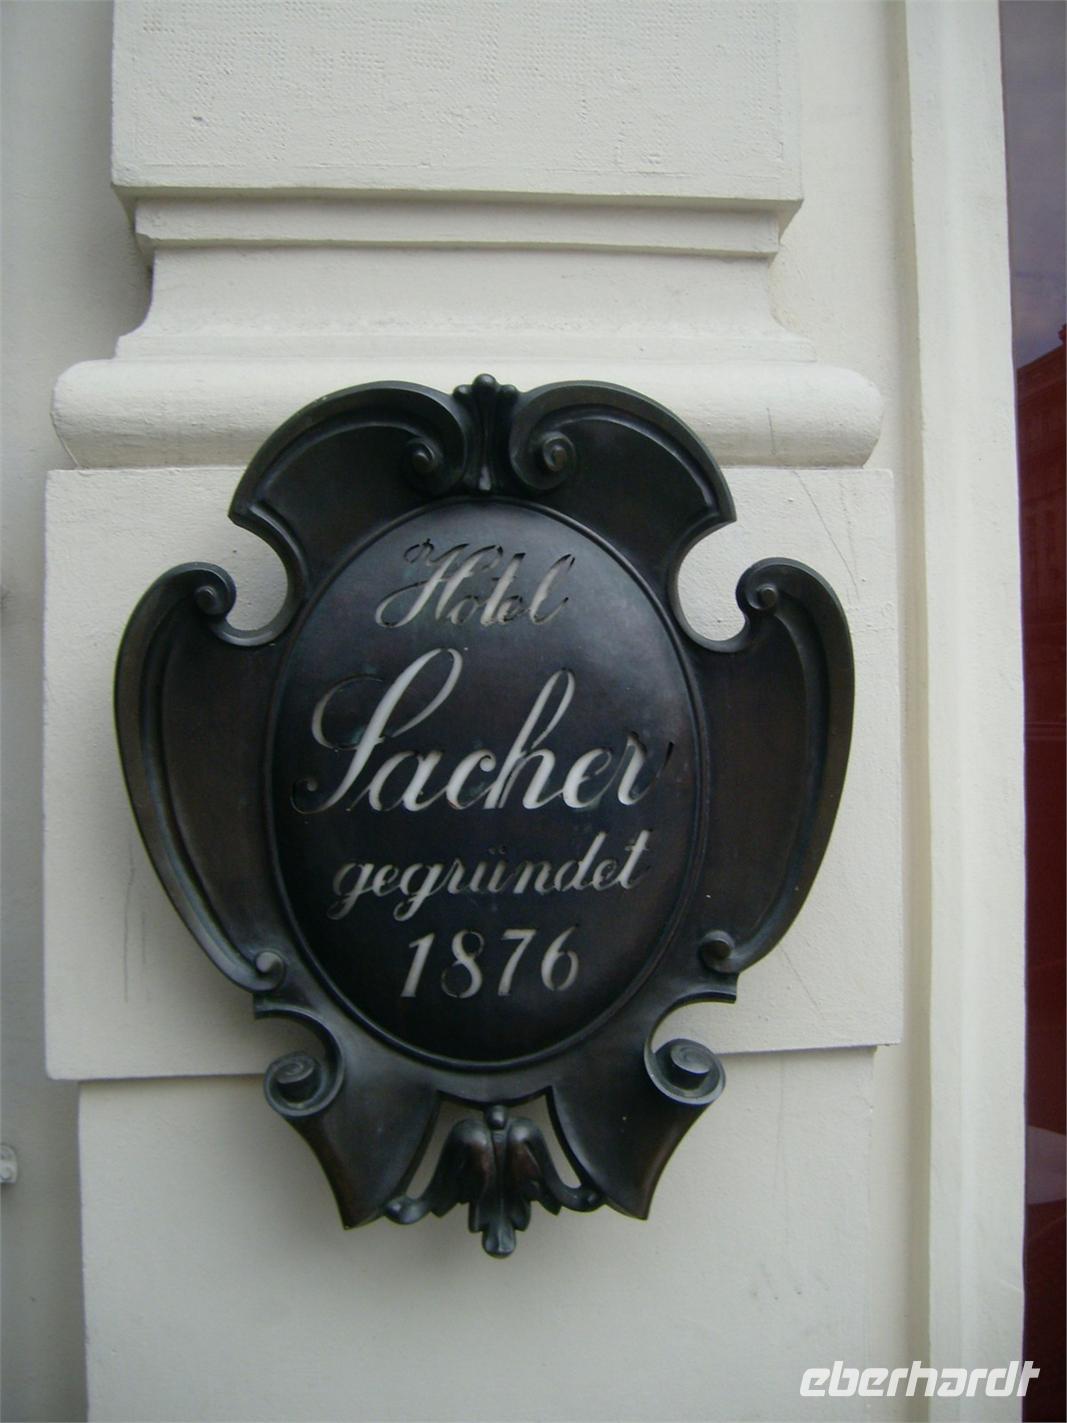 Hotel
Sacher
gegründet
1876
eberhardt